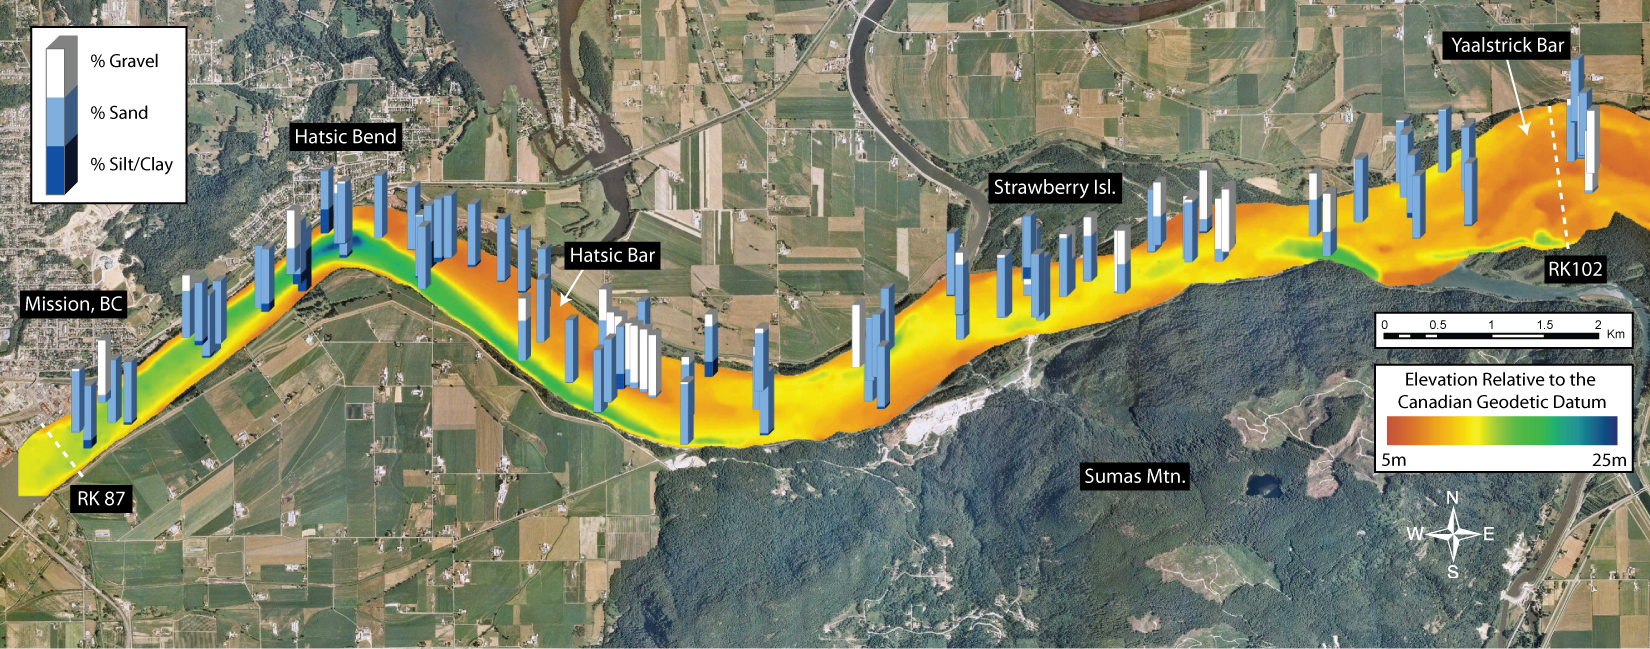 % Gravel
% Sand
% Silt/Clay
Hatsic Bend
Mission, BC
RK 87
Hatsic Bar
Strawberry Isl.
Yaalstrick Bar
RK102
0 0.5 1 1.5 2
Km
Elevation Relative to the
Canadian Geodetic Datum
5m 25m
Sumas Mtn.
N
W E
S